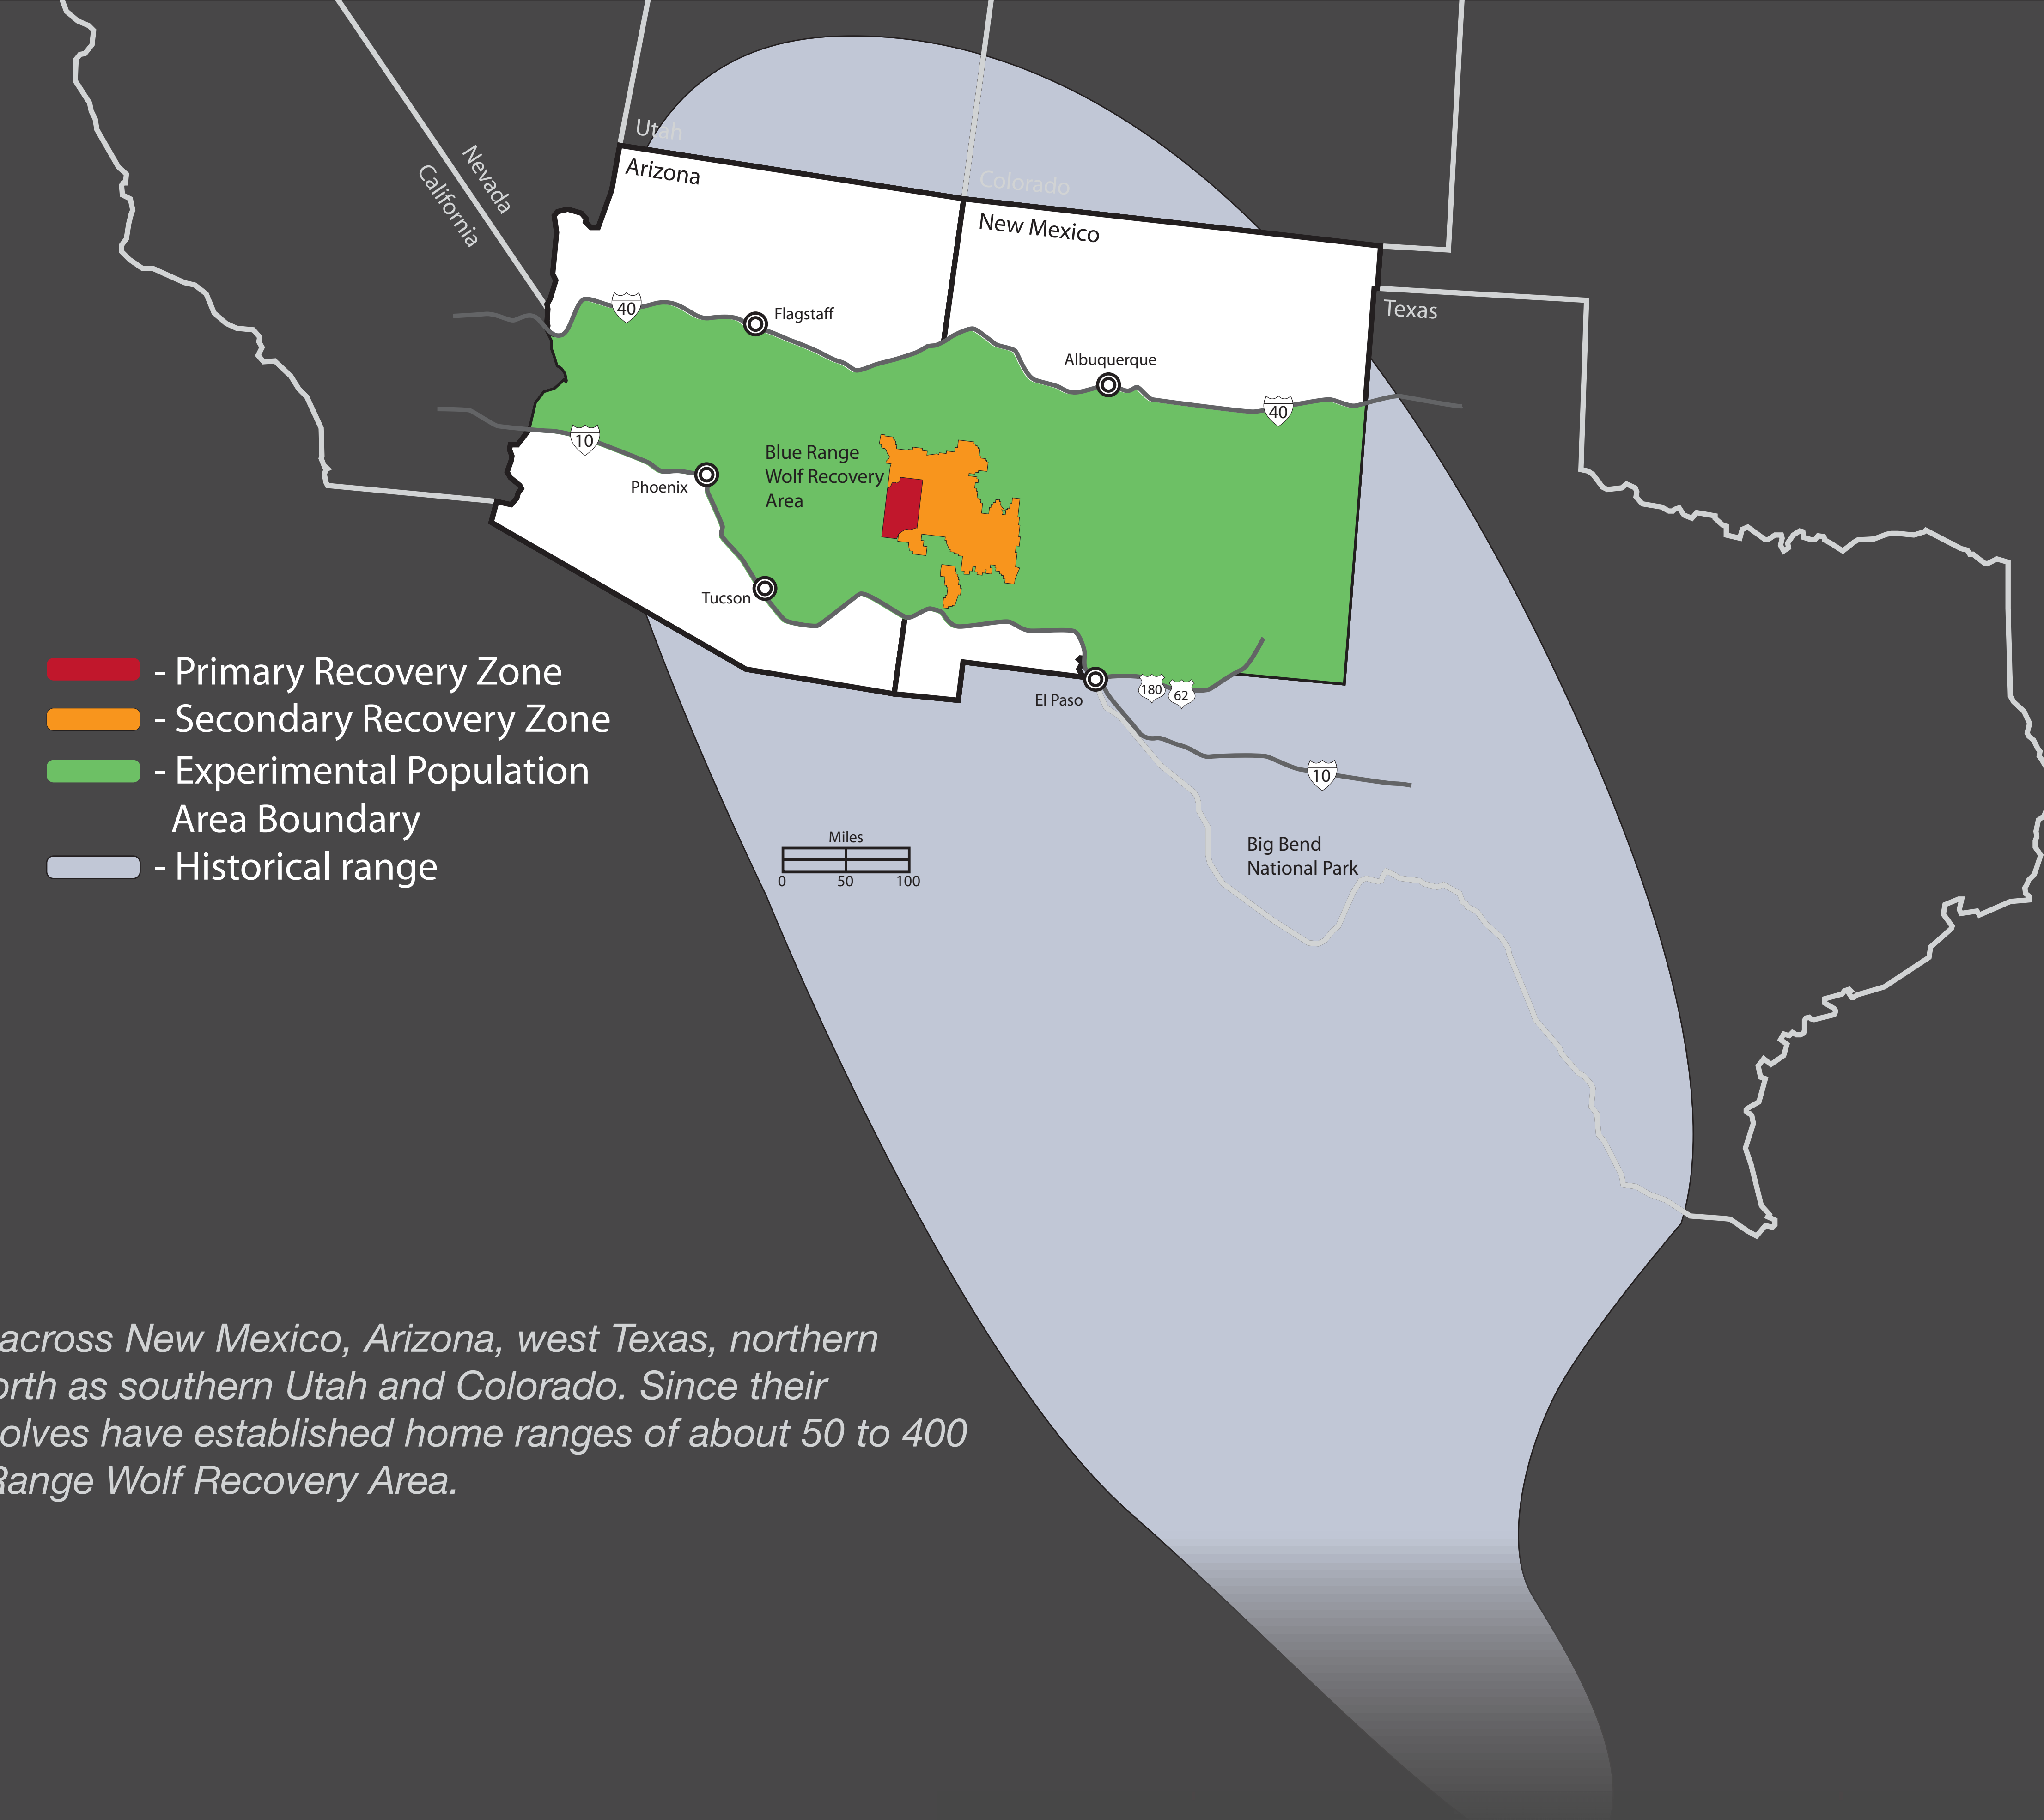 Utah
Nevada
California
Arizona
Colorado
New Mexico
Texas
40
Flagstaff
Albuquerque
40
10
Phoenix
Blue Range
Wolf Recovery
Area
Tucson
El Paso
180
62
10
- Primary Recovery Zone
- Secondary Recovery Zone
- Experimental Population
Area Boundary
- Historical range
Miles
0 50 100
Big Bend
National Park
across New Mexico, Arizona, west Texas, northern
orth as southern Utah and Colorado. Since their
olves have established home ranges of about 50 to 400
Range Wolf Recovery Area.